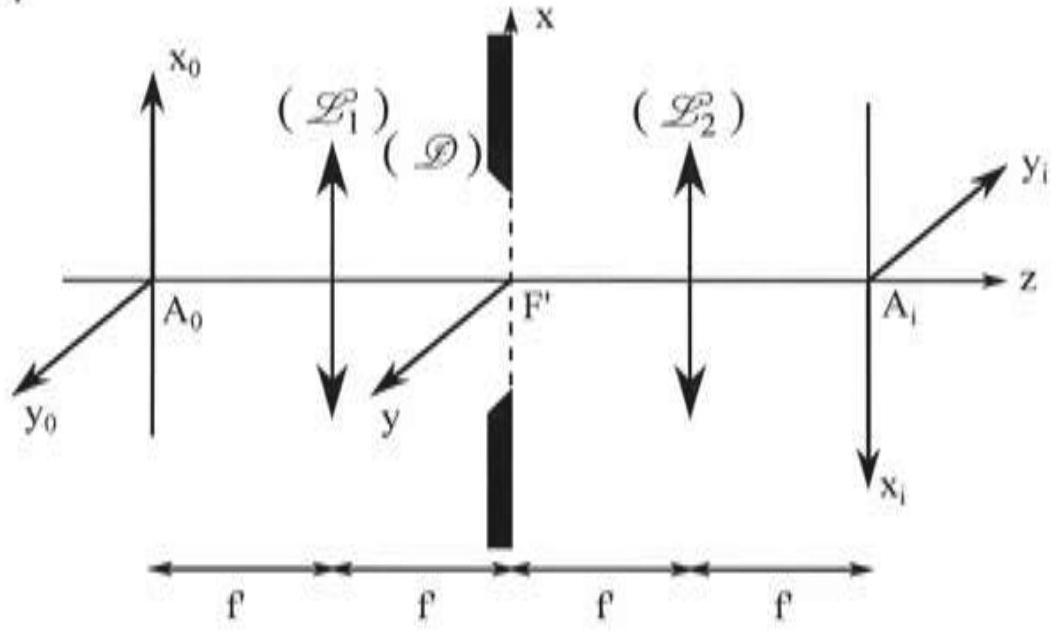 x
x₀
(ℒ₁) (𝒟) (ℒ₂)
yᵢ
A₀ F' Aᵢ z
y₀ y
xᵢ
f' f' f' f'